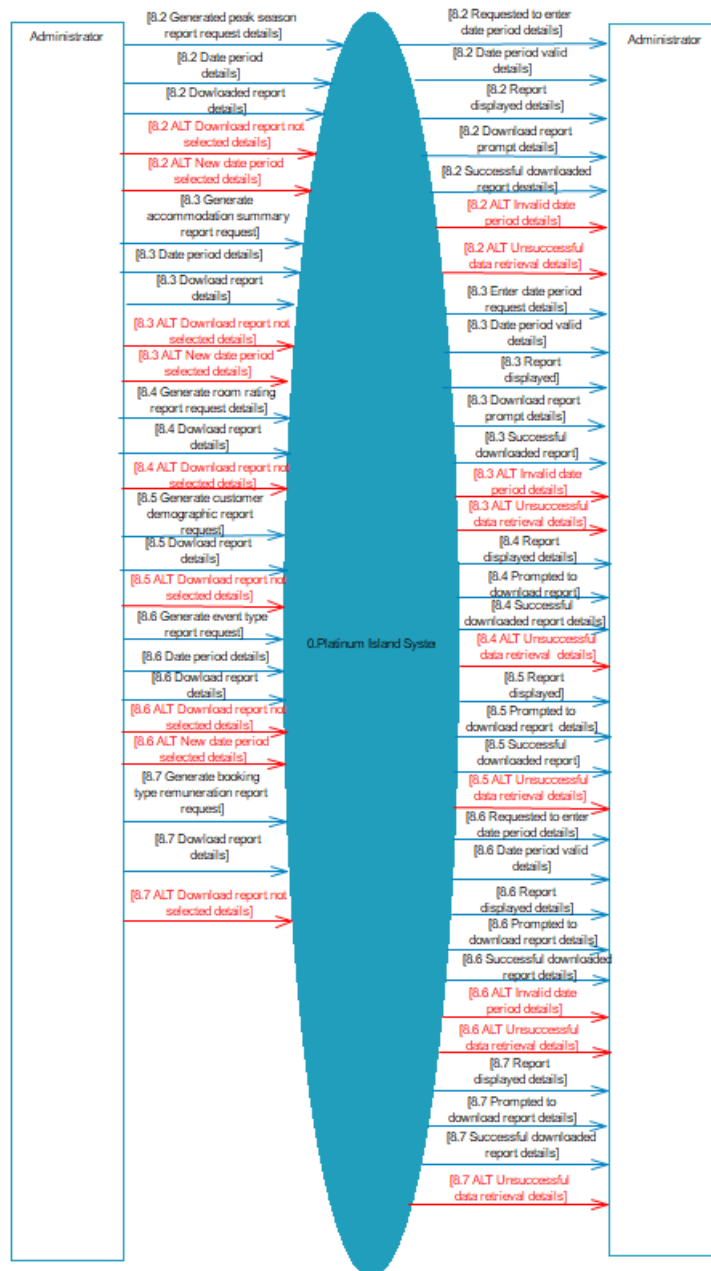 Administrator
[8.2 Generated peak season
report request details]
[8.2 Date period
details]
[8.2 Dowloaded report
details]
[8.2 ALT Download report not
selected details]
[8.2 ALT New date period
selected details]
[8.3 Generate
accommodation summary
report request]
[8.3 Date period details]
[8.3 Dowload report
details]
[8.3 ALT Download report not
selected details]
[8.3 ALT New date period
selected details]
[8.4 Generate room rating
report request details]
[8.4 Dowload report
details]
[8.4 ALT Download report not
selected details]
[8.5 Generate customer
demographic report
request]
[8.5 Dowload report
details]
[8.5 ALT Download report not
selected details]
[8.6 Generate event type
report request]
[8.6 Date period details]
[8.6 Dowload report
details]
[8.6 ALT Download report not
selected details]
[8.6 ALT New date period
selected details]
[8.7 Generate booking
type remuneration report
request]
[8.7 Dowload report
details]
[8.7 ALT Download report not
selected details]
0.Platinum Island Syster
[8.2 Requested to enter
date period details]
[8.2 Date period valid
details]
[8.2 Report
displayed details]
[8.2 Download report
prompt details]
[8.2 Successful downloaded
report deatails]
[8.2 ALT Invalid date
period details]
[8.2 ALT Unsuccessful
data retrieval details]
[8.3 Enter date period
request details]
[8.3 Date period valid
details]
[8.3 Report
displayed]
[8.3 Download report
prompt details]
[8.3 Successful
downloaded report]
[8.3 ALT Invalid date
period details]
[8.3 ALT Unsuccessful
data retrieval details]
[8.4 Report
displayed details]
[8.4 Prompted to
download report]
[8.4 Successful
downloaded report details]
[8.4 ALT Unsuccessful
data retrieval details]
[8.5 Report
displayed]
[8.5 Prompted to
download report details]
[8.5 Successful
downloaded report]
[8.5 ALT Unsuccessful
data retrieval details]
[8.6 Requested to enter
date period details]
[8.6 Date period valid
details]
[8.6 Report
displayed details]
[8.6 Prompted to
download report details]
[8.6 Successful downloaded
report details]
[8.6 ALT Invalid date
period details]
[8.6 ALT Unsuccessful
data retrieval details]
[8.7 Report
displayed details]
[8.7 Prompted to
download report details]
[8.7 Successful downloaded
report details]
[8.7 ALT Unsuccessful
data retrieval details]
Administrator